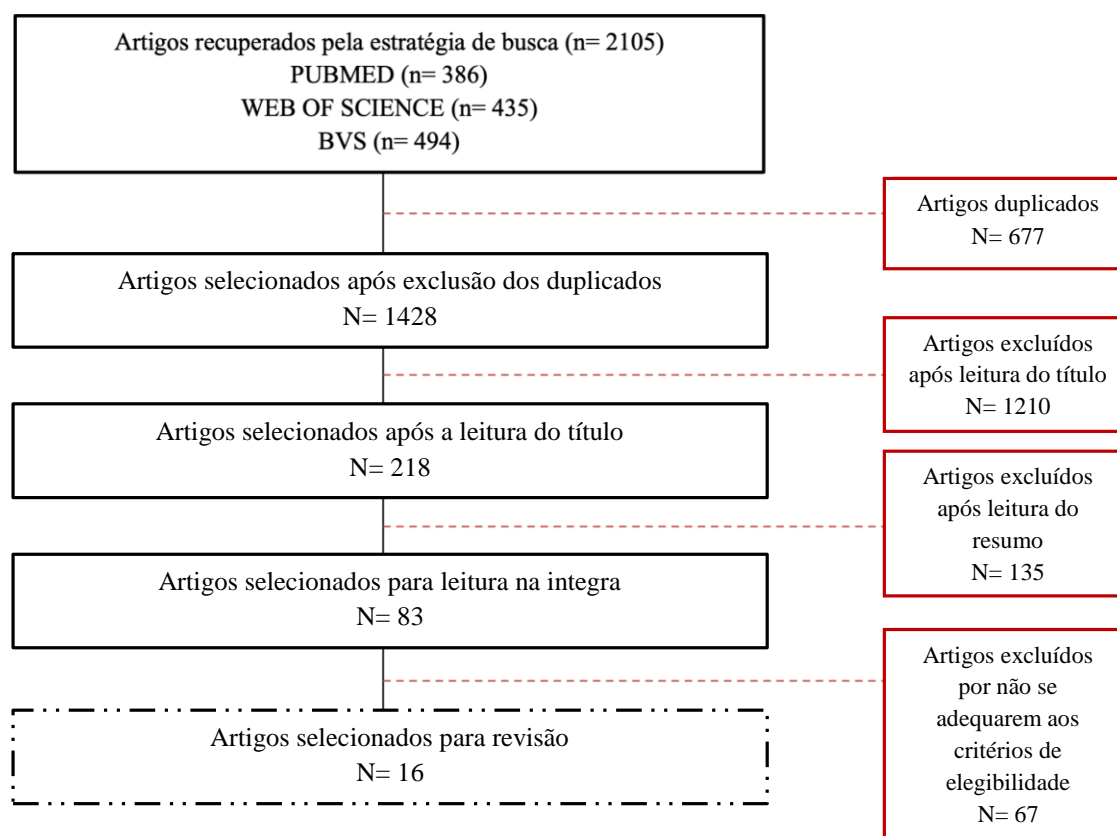 Artigos recuperados pela estratégia de busca (n= 2105)
PUBMED (n= 386)
WEB OF SCIENCE (n= 435)
BVS (n= 494)
Artigos duplicados
N= 677
Artigos selecionados após exclusão dos duplicados
N= 1428
Artigos excluídos
após leitura do título
N= 1210
Artigos selecionados após a leitura do título
N= 218
Artigos excluídos
após leitura do
resumo
N= 135
Artigos selecionados para leitura na integra
N= 83
Artigos excluídos
por não se
adequarem aos
critérios de
elegibilidade
N= 67
Artigos selecionados para revisão
N= 16